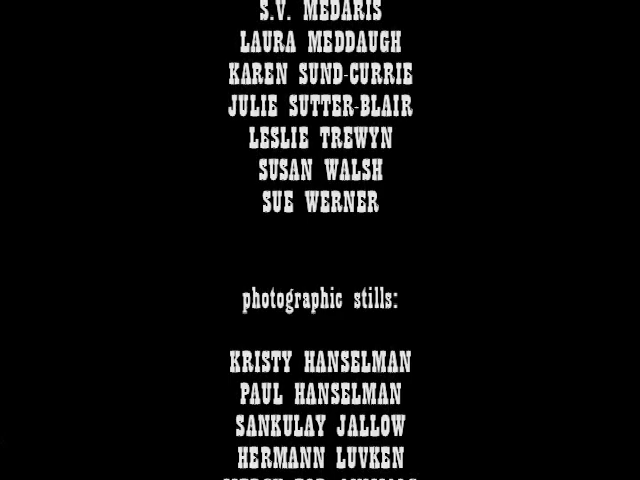 S.V. MEDARIS
LAURA MEDDAUGH
KAREN SUND-CURRIE
JULIE SUTTER-BLAIR
LESLIE TREWYN
SUSAN WALSH
SUE WERNER
photographic stills:
KRISTY HANSELMAN
PAUL HANSELMAN
SANKULAY JALLOW
HERMANN LUVKEN